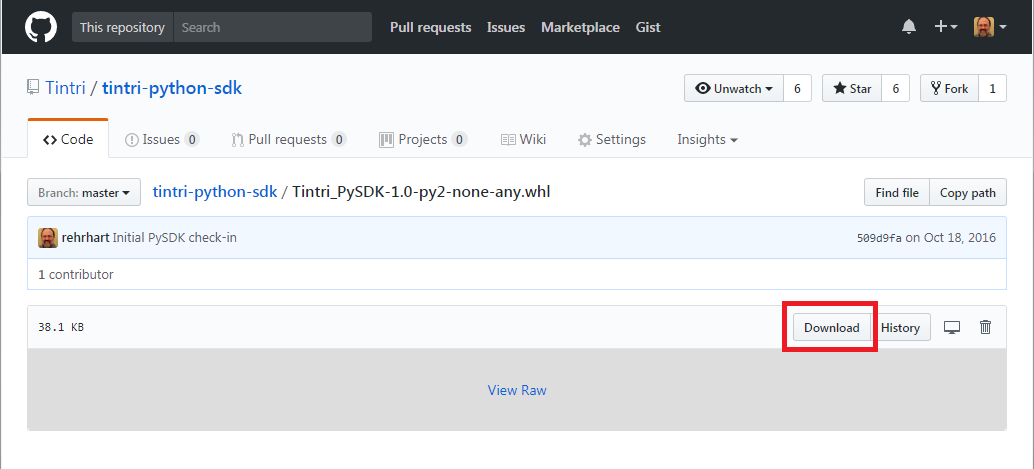 This repository Search Pull requests Issues Marketplace Gist
Tintri / tintri-python-sdk Unwatch 6 Star 6 Fork 1
Code Issues 0 Pull requests 0 Projects 0 Wiki Settings Insights
Branch: master tintri-python-sdk / Tintri_PySDK-1.0-py2-none-any.whl Find file Copy path
rehrhart Initial PySDK check-in 509d9fa on Oct 18, 2016
1 contributor
38.1 KB Download History
View Raw